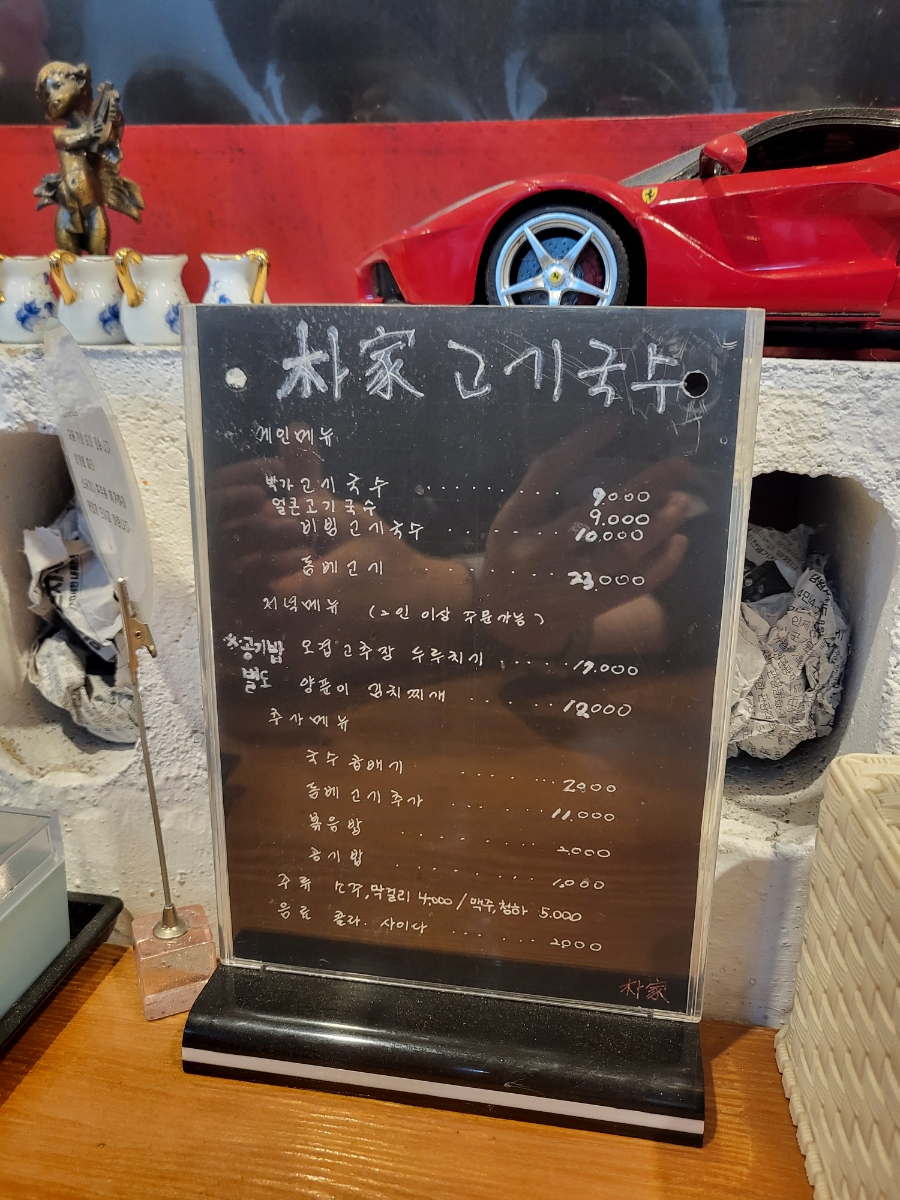 朴家 고기국수
메인메뉴
박가고기국수 ········· 9.000
얼큰고기국수 9.000
비빔고기국수 ······ 10.000
돔베고기 ········· 23.000
저녁메뉴 (2인 이상 주문가능)
※공기밥 오겹고추장 두루치기 ····· 19.000
별도 양푼이 김치찌개 ······ 12000
추가메뉴
국수곱배기 ········ 2000
돔베고기추가 ········ 11.000
볶음밥 ········ 2000
공기밥 ········ 1.000
주류 소주,막걸리 4.000 / 맥주,청하 5.000
음료 콜라. 사이다 ········ 2000
朴家